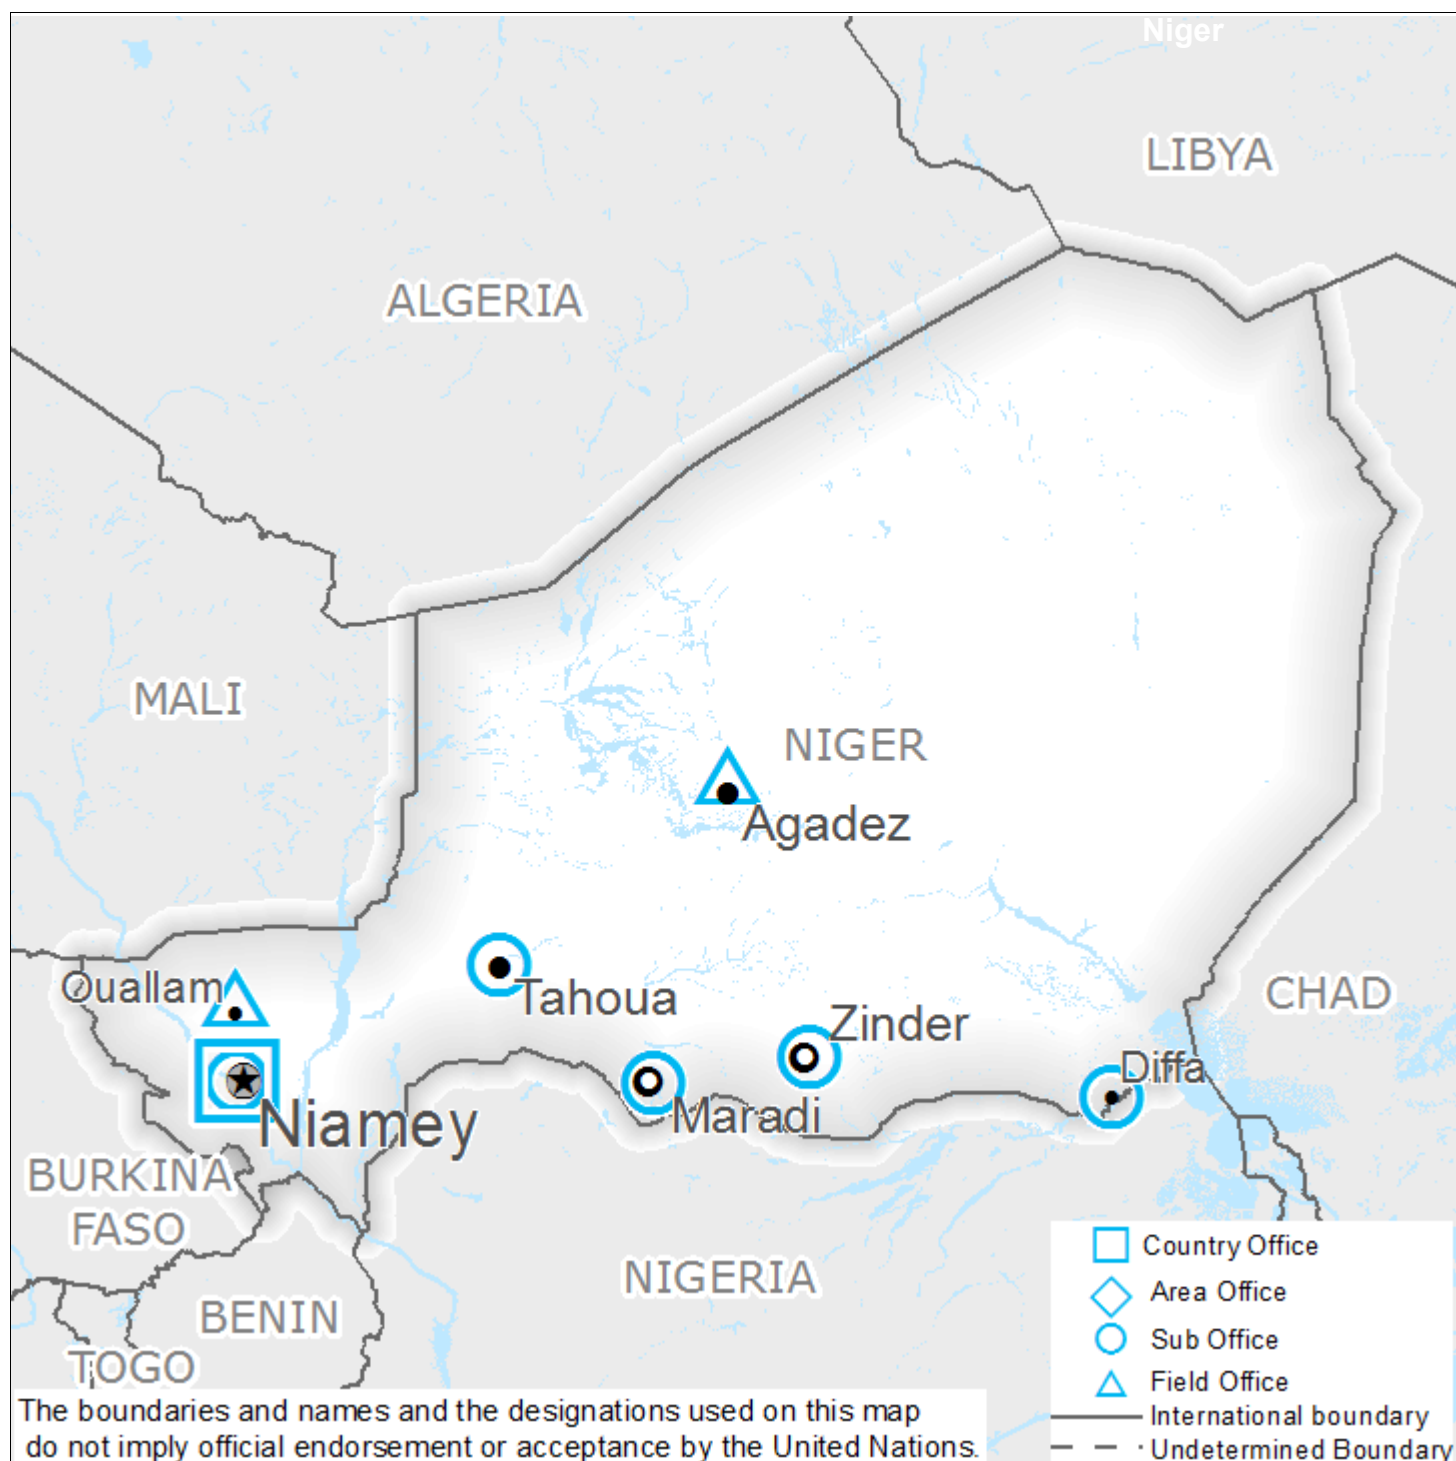 Niger
LIBYA
ALGERIA
MALI
NIGER
Agadez
Ouallam
Tahoua
CHAD
Zinder
Diffa
Niamey
Maradi
BURKINA
FASO
NIGERIA
BENIN
TOGO
Country Office
Area Office
Sub Office
Field Office
International boundary
Undetermined Boundary
The boundaries and names and the designations used on this map
do not imply official endorsement or acceptance by the United Nations.